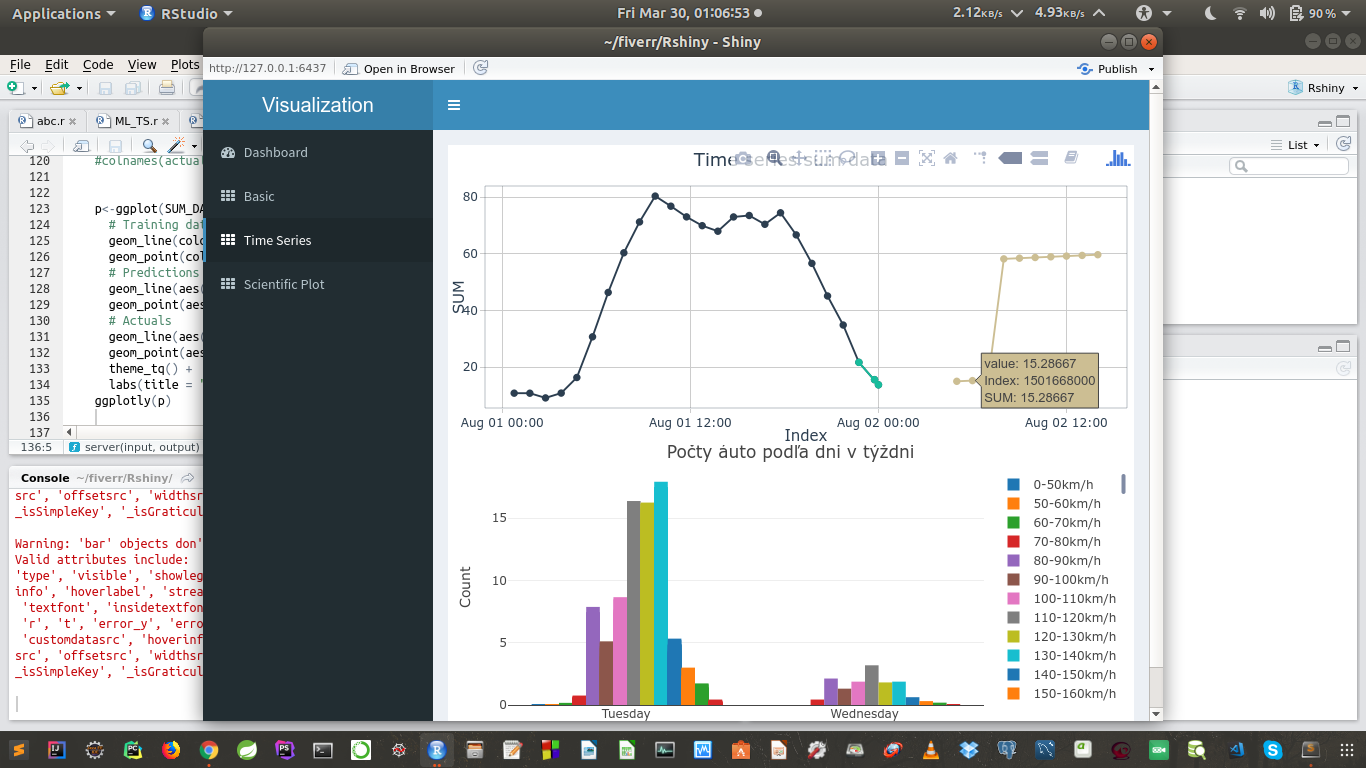 Applications
RStudio
Fri Mar 30, 01:06:53
2.12KB/s
4.93KB/s
90 %
~/fiverr/Rshiny - Shiny
File Edit Code View Plots
http://127.0.0.1:6437
Open in Browser
Publish
Rshiny
abc.r
ML_TS.r
List
120 #colnames(actual
121
122
123 p<-ggplot(SUM_DA
124 # Training dat
125 geom_line(colo
126 geom_point(col
127 # Predictions
128 geom_line(aes(
129 geom_point(aes
130 # Actuals
131 geom_line(aes(
132 geom_point(aes
133 theme_tq() +
134 labs(title = "
135 ggplotly(p)
136
137
136:5 server(input, output)
Console ~/fiverr/Rshiny/
src', 'offsetsrc', 'widthsr
_isSimpleKey', '_isGraticul
Warning: 'bar' objects don'
Valid attributes include:
'type', 'visible', 'showleg
info', 'hoverlabel', 'strea
'textfont', 'insidetextfon
'r', 't', 'error_y', 'erro
'customdatasrc', 'hoverinf
src', 'offsetsrc', 'widthsr
_isSimpleKey', '_isGraticul
Visualization
Dashboard
Basic
Time Series
Scientific Plot
Time series sum data
80
60
40
20
SUM
value: 15.28667
Index: 1501668000
SUM: 15.28667
Aug 01 00:00
Aug 01 12:00
Aug 02 00:00
Aug 02 12:00
Index
Počty áuto podľa dni v týždni
15
10
5
0
Count
Tuesday
Wednesday
0-50km/h
50-60km/h
60-70km/h
70-80km/h
80-90km/h
90-100km/h
100-110km/h
110-120km/h
120-130km/h
130-140km/h
140-150km/h
150-160km/h